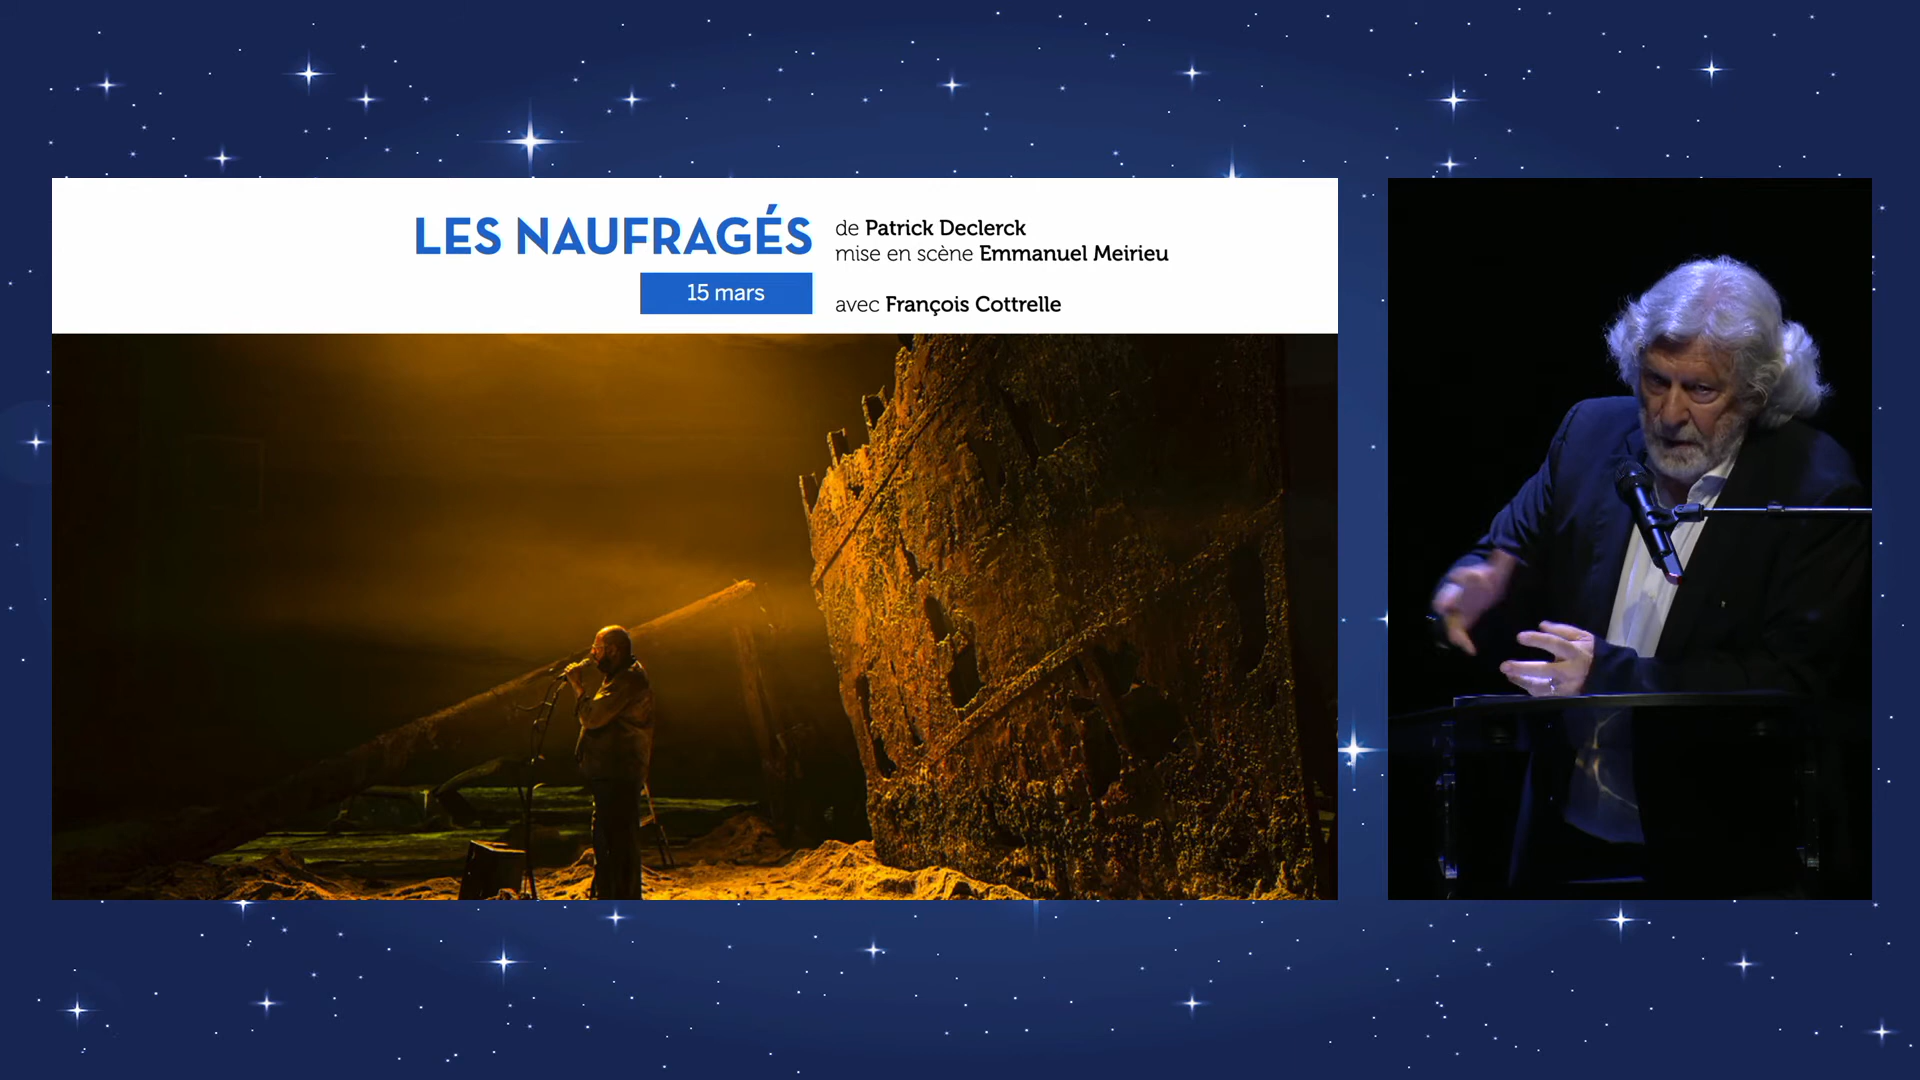 LES NAUFRAGÉS
15 mars
de Patrick Declerck
mise en scène Emmanuel Meirieu
avec François Cottrelle